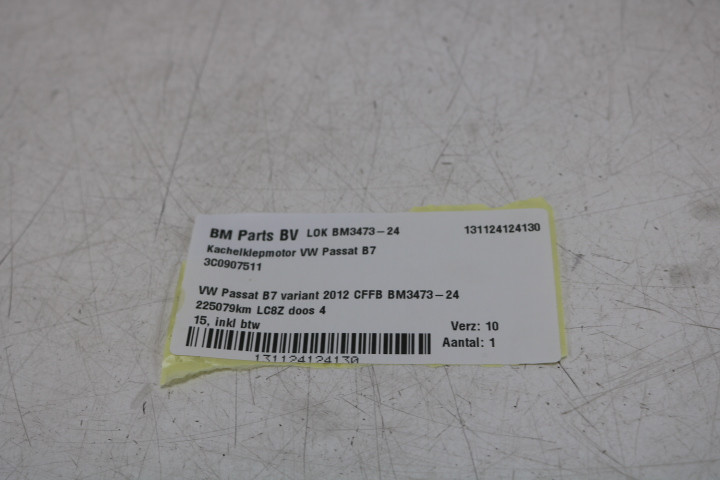 BM Parts BV LOK BM3473-24 131124124130
Kachelklepmotor VW Passat B7
3C0907511
VW Passat B7 variant 2012 CFFB BM3473-24
225079km LC8Z doos 4
15, inkl btw Verz: 10
Aantal: 1
131124124130